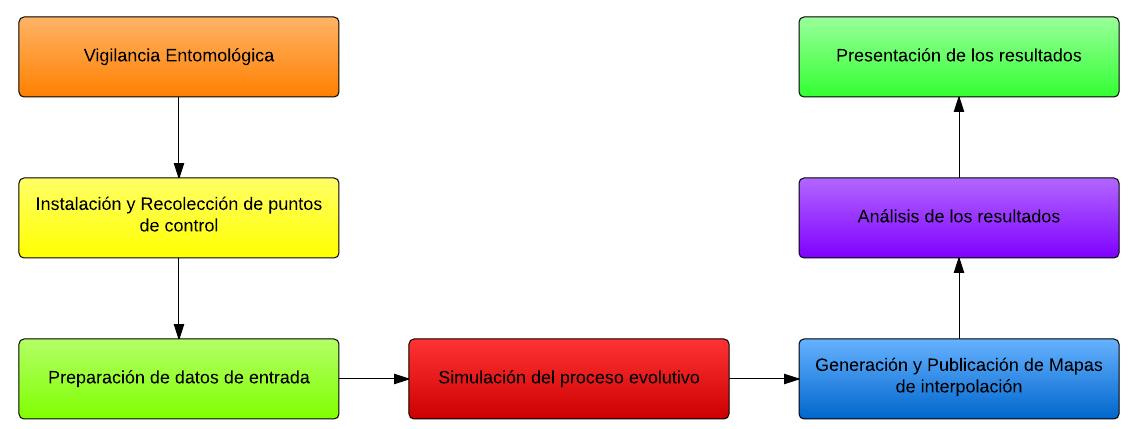 Vigilancia Entomológica
Instalación y Recolección de puntos
de control
Preparación de datos de entrada
Simulación del proceso evolutivo
Generación y Publicación de Mapas
de interpolación
Análisis de los resultados
Presentación de los resultados